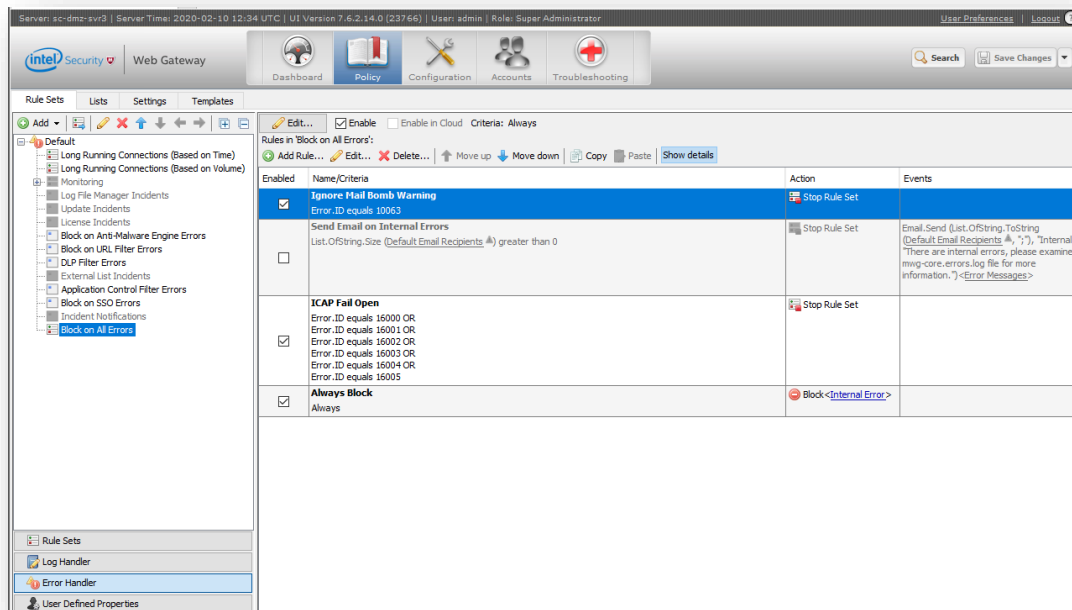 Server: sc-dmz-svr3 | Server Time: 2020-02-10 12:34 UTC | UI Version 7.6.2.14.0 (23766) | User: admin | Role: Super Administrator
User Preferences | Logout
intel Security Web Gateway
Dashboard Policy Configuration Accounts Troubleshooting
Search Save Changes
Rule Sets Lists Settings Templates
Add
Default
Long Running Connections (Based on Time)
Long Running Connections (Based on Volume)
Monitoring
Log File Manager Incidents
Update Incidents
License Incidents
Block on Anti-Malware Engine Errors
Block on URL Filter Errors
DLP Filter Errors
External List Incidents
Application Control Filter Errors
Block on SSO Errors
Incident Notifications
Block on All Errors
Rule Sets
Log Handler
Error Handler
User Defined Properties
Edit... Enable Enable in Cloud Criteria: Always
Rules in 'Block on All Errors':
Add Rule... Edit... Delete... Move up Move down Copy Paste Show details
Enabled Name/Criteria Action Events
Ignore Mail Bomb Warning Stop Rule Set
Error.ID equals 10063
Send Email on Internal Errors Stop Rule Set
List.OfString.Size (Default Email Recipients) greater than 0
Email.Send (List.OfString.ToString
(Default Email Recipients , ";"), "Internal
"There are internal errors, please examine
mwg-core.errors.log file for more
information.")<Error Messages>
ICAP Fail Open Stop Rule Set
Error.ID equals 16000 OR
Error.ID equals 16001 OR
Error.ID equals 16002 OR
Error.ID equals 16003 OR
Error.ID equals 16004 OR
Error.ID equals 16005
Always Block Block<Internal Error>
Always